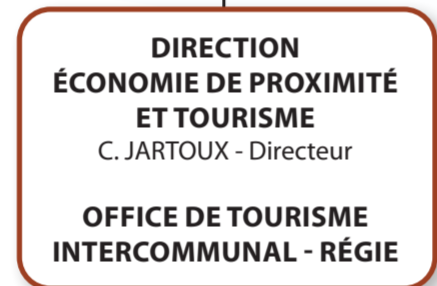 DIRECTION
ÉCONOMIE DE PROXIMITÉ
ET TOURISME
C. JARTOUX - Directeur
OFFICE DE TOURISME
INTERCOMMUNAL - RÉGIE